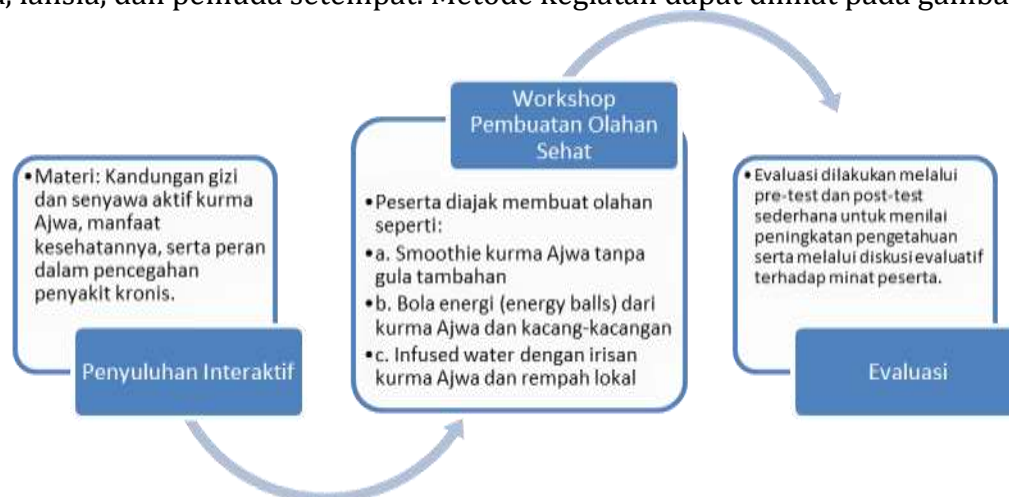 lansia, dan pemuda setempat. Metode kegiatan dapat dilihat pada
•Materi: Kandungan gizi
dan senyawa aktif kurma
Ajwa, manfaat
kesehatannya, serta peran
dalam pencegahan
penyakit kronis.
Penyuluhan Interaktif
Workshop
Pembuatan Olahan
Sehat
•Peserta diajak membuat olahan
seperti:
•a. Smoothie kurma Ajwa tanpa
gula tambahan
•b. Bola energi (energy balls) dari
kurma Ajwa dan kacang-kacangan
•c. Infused water dengan irisan
kurma Ajwa dan rempah lokal
•Evaluasi dilakukan melalui
pre-test dan post-test
sederhana untuk menilai
peningkatan pengetahuan
serta melalui diskusi evaluatif
terhadap minat peserta.
Evaluasi